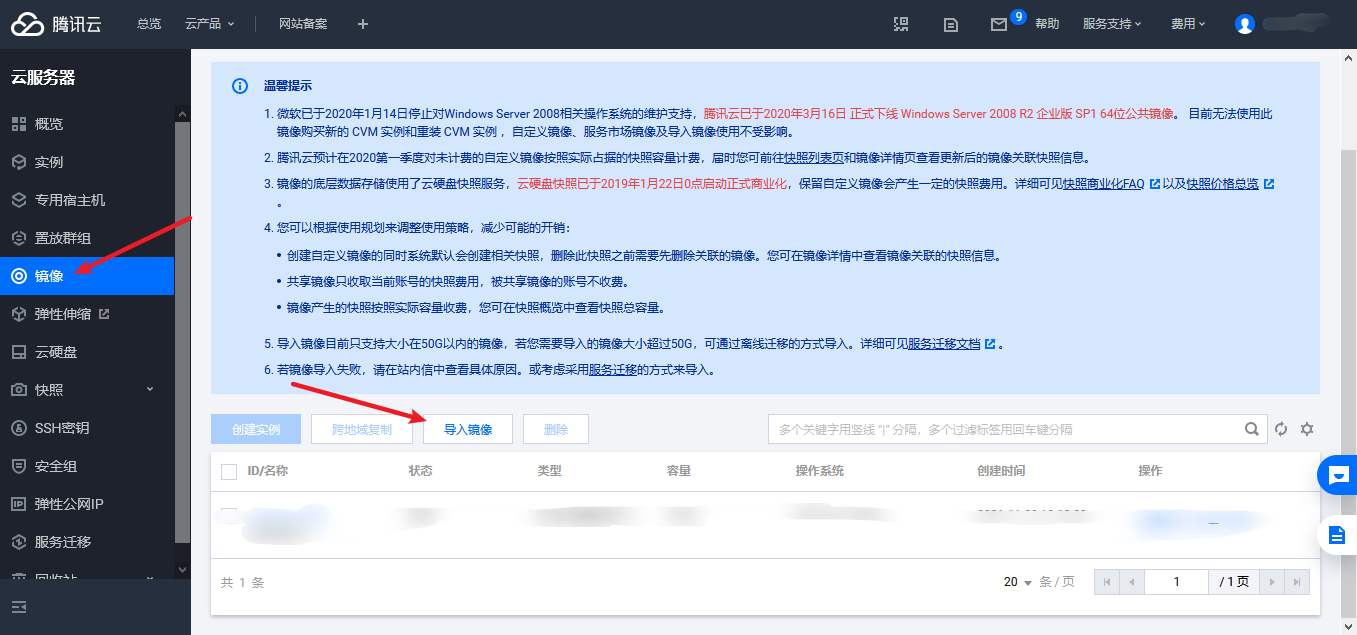 腾讯云 总览 云产品 网站备案 + 9 帮助 服务支持 费用
云服务器
概览
实例
专用宿主机
置放群组
镜像
弹性伸缩
云硬盘
快照
SSH密钥
安全组
弹性公网IP
服务迁移
回收站
温馨提示
1. 微软已于2020年1月14日停止对Windows Server 2008相关操作系统的维护支持，腾讯云已于2020年3月16日 正式下线 Windows Server 2008 R2 企业版 SP1 64位公共镜像。 目前无法使用此
镜像购买新的 CVM 实例和重装 CVM 实例 ，自定义镜像、服务市场镜像及导入镜像使用不受影响。
2. 腾讯云预计在2020第一季度对未计费的自定义镜像按照实际占据的快照容量计费，届时您可前往快照列表页和镜像详情页查看更新后的镜像关联快照信息。
3. 镜像的底层数据存储使用了云硬盘快照服务，云硬盘快照已于2019年1月22日0点启动正式商业化，保留自定义镜像会产生一定的快照费用。详细可见快照商业化FAQ 以及快照价格总览
。
4. 您可以根据使用规划来调整使用策略，减少可能的开销：
• 创建自定义镜像的同时系统默认会创建相关快照，删除此快照之前需要先删除关联的镜像。您可在镜像详情中查看镜像关联的快照信息。
• 共享镜像只收取当前账号的快照费用，被共享镜像的账号不收费。
• 镜像产生的快照按照实际容量收费，您可在快照概览中查看快照总容量。
5. 导入镜像目前只支持大小在50G以内的镜像，若您需要导入的镜像大小超过50G，可通过离线迁移的方式导入。详细可见服务迁移文档 。
6. 若镜像导入失败，请在站内信中查看具体原因。或考虑采用服务迁移的方式来导入。
创建实例 跨地域复制 导入镜像 删除 多个关键字用竖线 "|" 分隔，多个过滤标签用回车键分隔
ID/名称 状态 类型 容量 操作系统 创建时间 操作
共 1 条 20 条 / 页 1 / 1 页